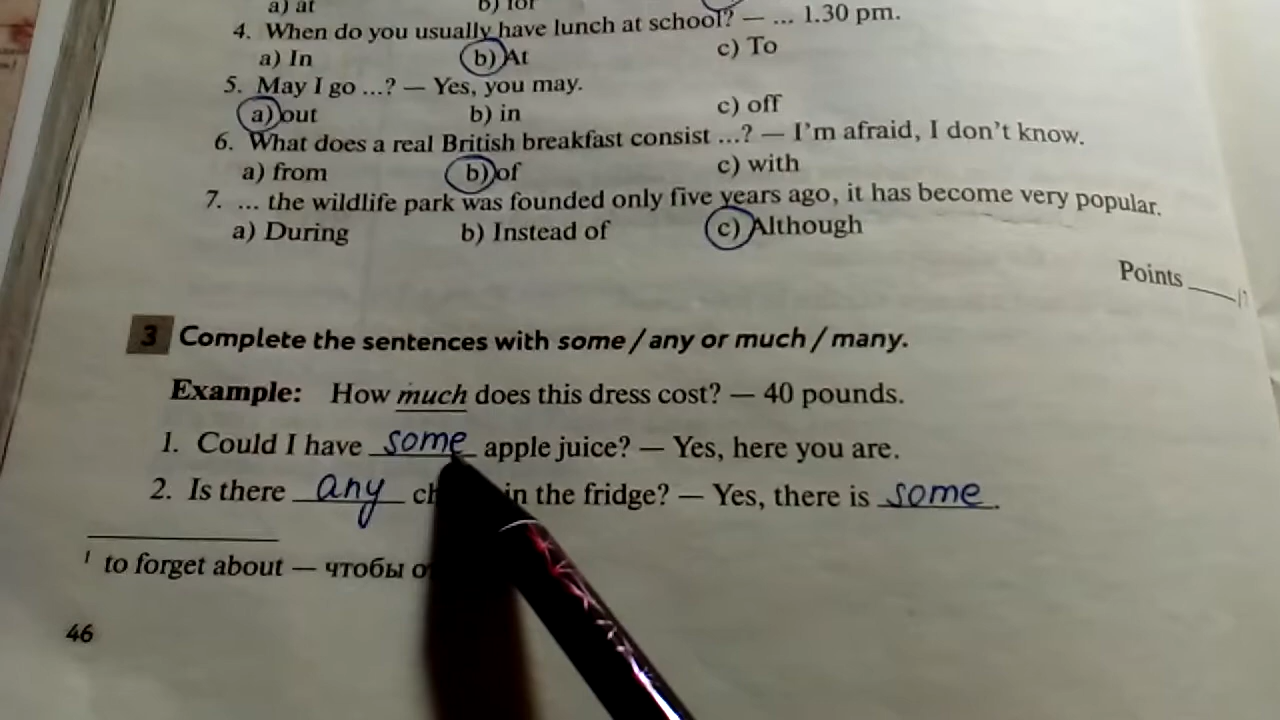 a) at b) for
4. When do you usually have lunch at school? — ... 1.30 pm.
a) In b) At c) To
5. May I go ...? — Yes, you may.
a) out b) in c) off
6. What does a real British breakfast consist ...? — I'm afraid, I don't know.
a) from b) of c) with
7. ... the wildlife park was founded only five years ago, it has become very popular.
a) During b) Instead of c) Although
Points ___
3 Complete the sentences with some / any or much / many.
Example: How much does this dress cost? — 40 pounds.
1. Could I have some apple juice? — Yes, here you are.
2. Is there any in the fridge? — Yes, there is some.
1 to forget about — чтобы
46